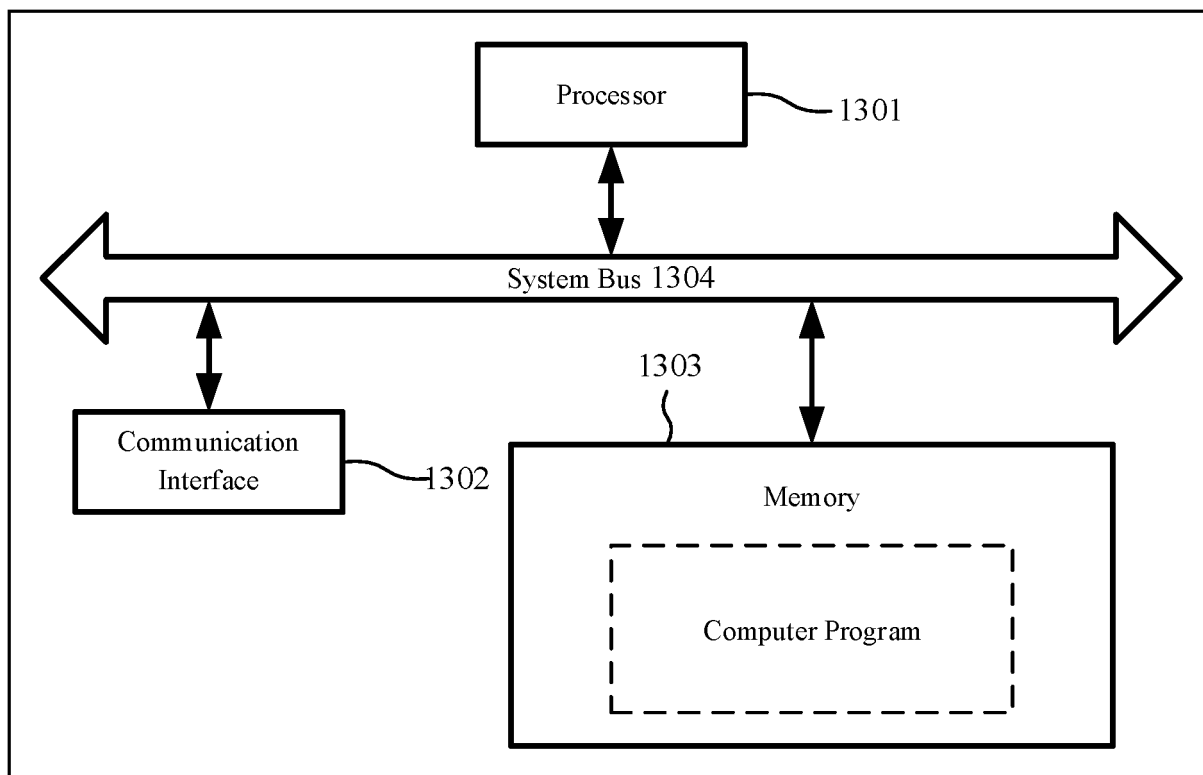 Processor
1301
System Bus 1304
1303
Communication
Interface
1302
Memory
Computer Program